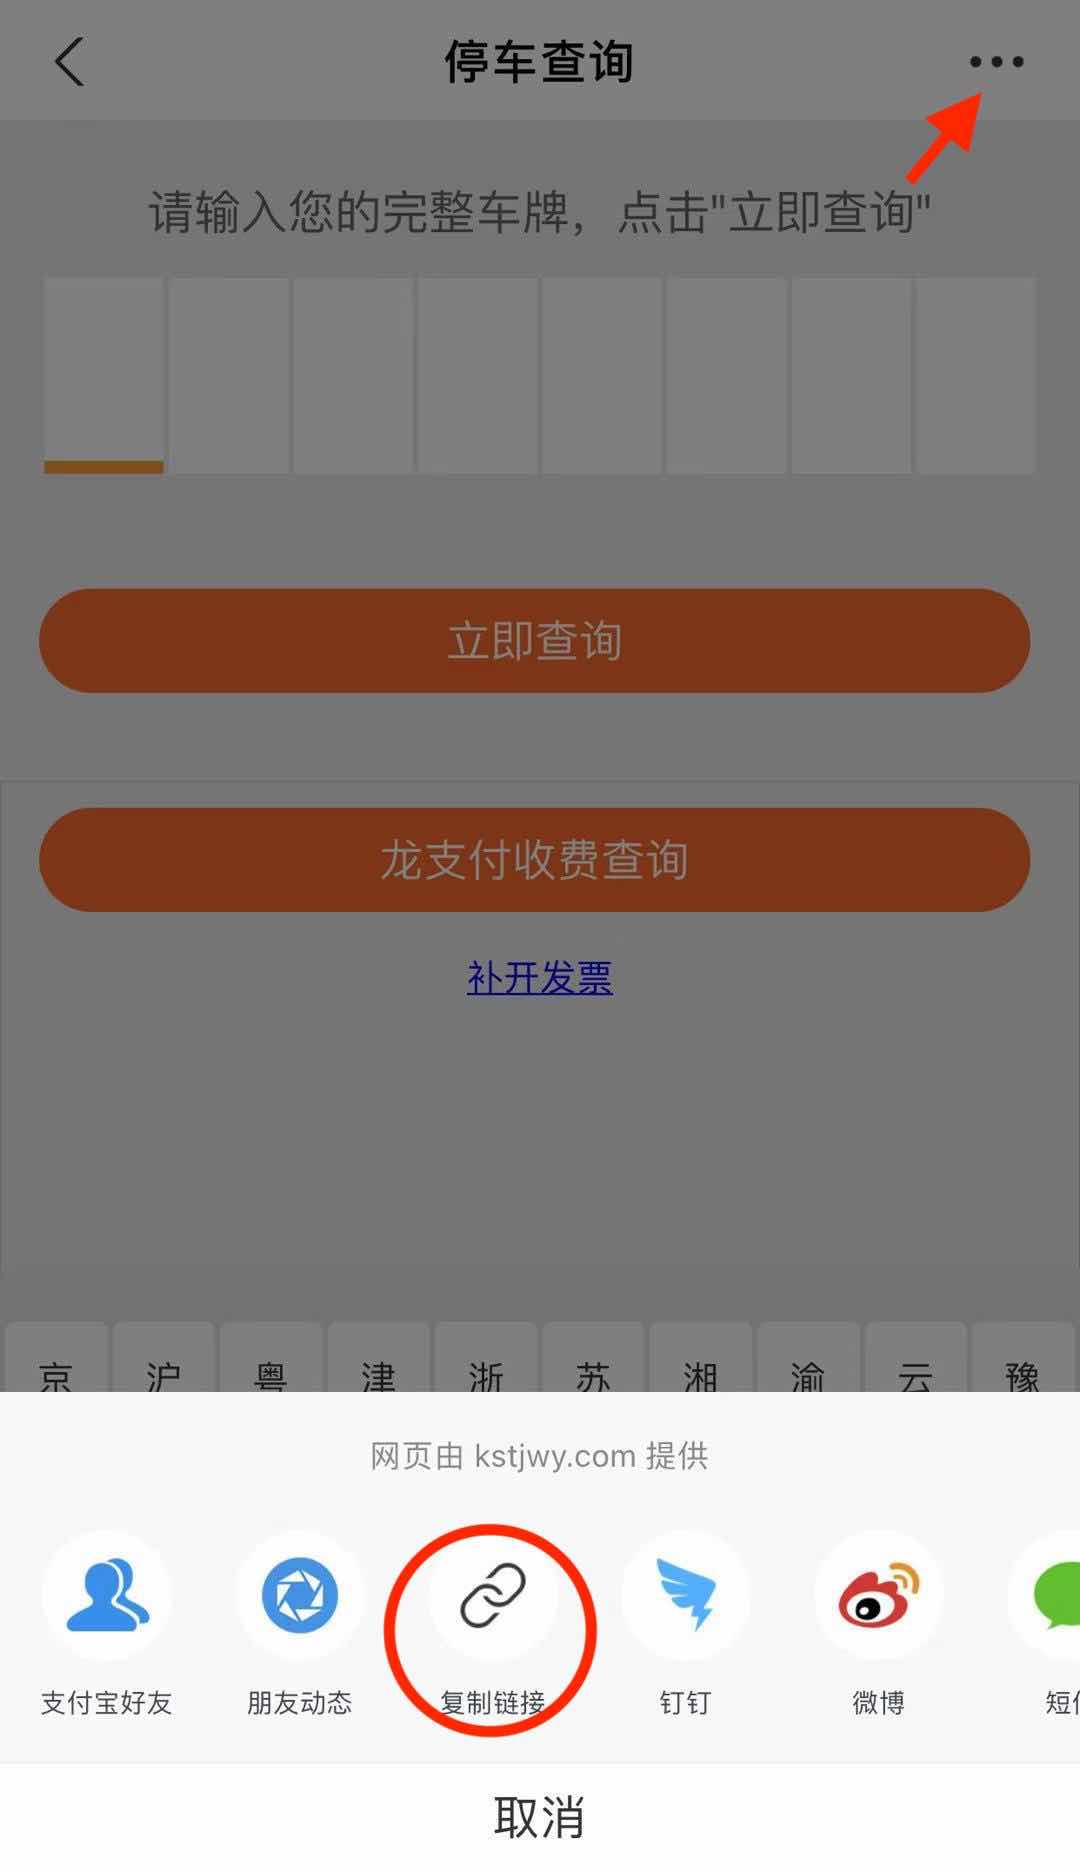 停车查询
请输入您的完整车牌，点击"立即查询"
立即查询
龙支付收费查询
补开发票
京 沪 粤 津 浙 苏 湘 渝 云 豫
网页由 kstjwy.com 提供
支付宝好友 朋友动态 复制链接 钉钉 微博 短
取消